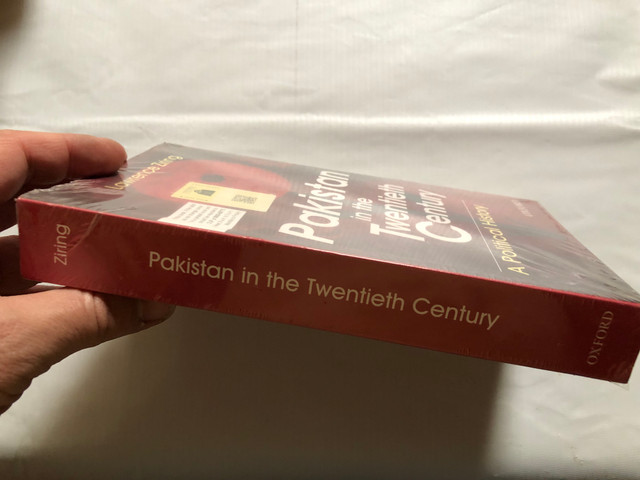 Lawrence Ziring
Pakistan
in the
Twentieth
Century
A Political History
Ziring
Pakistan in the Twentieth Century
OXFORD